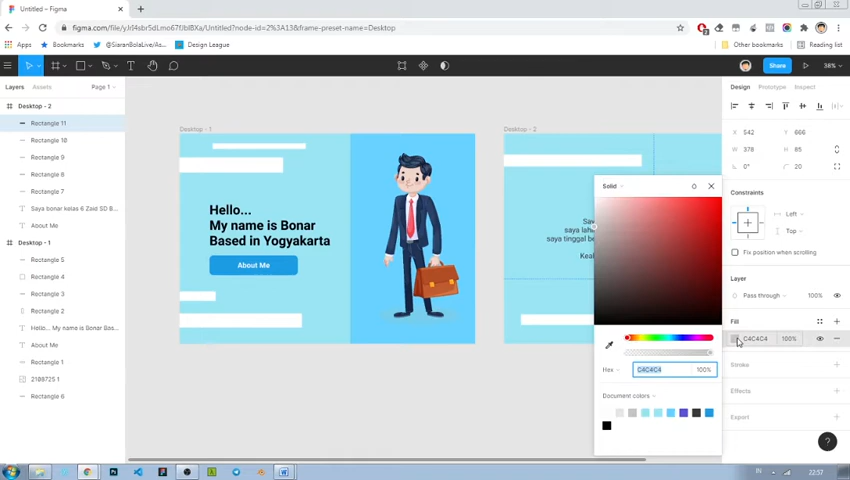 Untitled – Figma
figma.com/file/
Untitled?node-id=2%3A13&frame-preset-name=Desktop
Apps
Bookmarks
Design League
Other bookmarks
Reading list
Share
38%
Layers
Assets
Page 1
Design
Prototype
Inspect
Desktop - 2
Rectangle 11
Rectangle 10
Rectangle 9
Rectangle 8
Rectangle 7
Saya bonar kelas 6 Zaid SD B...
About Me
Desktop - 1
Rectangle 5
Rectangle 4
Rectangle 3
Rectangle 2
Hello... My name is Bonar Bas...
About Me
Rectangle 1
2188725 1
Rectangle 6
Desktop - 1
Hello...
My name is Bonar
Based in Yogyakarta
About Me
Desktop - 2
saya tinggal be
Solid
Hex
C4C4C4
100%
Document colors
X 542
Y 666
W 378
H 85
0°
20
Constraints
Left
Top
Fix position when scrolling
Layer
Pass through
100%
Fill
C4C4C4
100%
Stroke
Effects
Export
?
IN
22:57